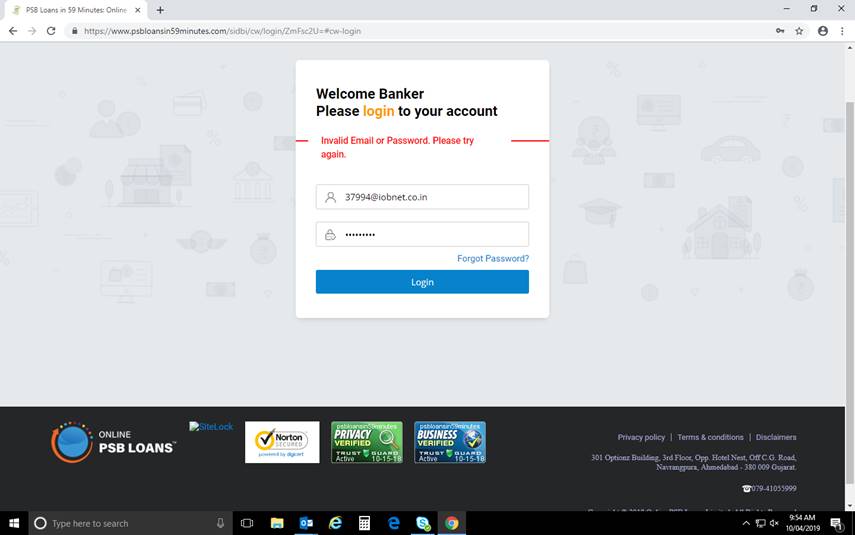 PSB Loans in 59 Minutes: Online
https://www.psbloansin59minutes.com/sidbi/cw/login/ZmFsc2U=#cw-login
Welcome Banker
Please login to your account
Invalid Email or Password. Please try
again.
37994@iobnet.co.in
•••••••••
Forgot Password?
Login
ONLINE
PSB LOANS™
SiteLock
Norton
SECURED
powered by digicert
psbloansin59minutes
PRIVACY
VERIFIED
TRUST GUARD
Active 10-15-18
psbloansin59minutes
BUSINESS
VERIFIED
TRUST GUARD
Active 10-15-18
Privacy policy | Terms & conditions | Disclaimers
301 Optionz Building, 3rd Floor, Opp. Hotel Nest, Off C.G. Road,
Navrangpura, Ahmedabad - 380 009 Gujarat.
☎079-41055999
Type here to search
9:54 AM
10/04/2019